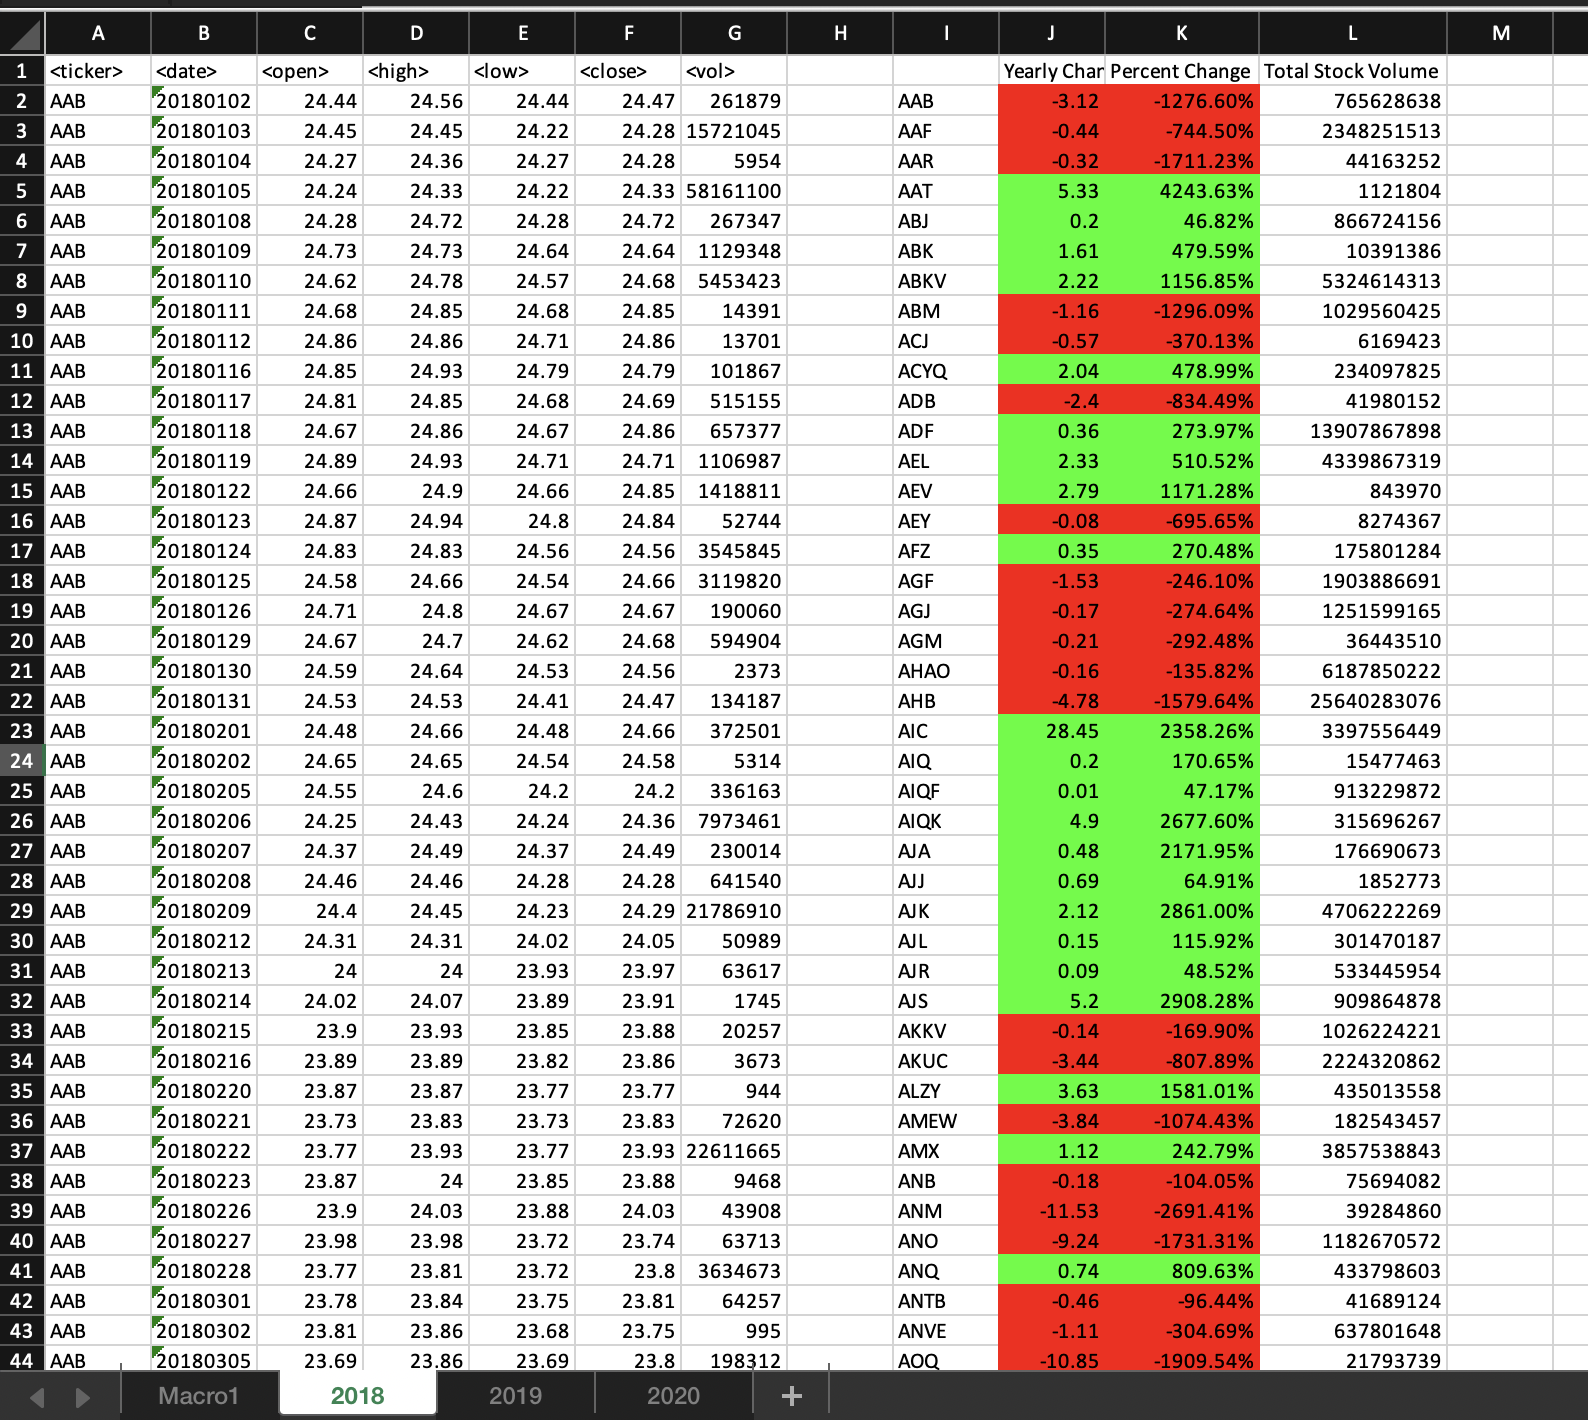 A B C D E F G H I J K L M
1 <ticker> <date> <open> <high> <low> <close> <vol> Yearly Char Percent Change Total Stock Volume
2 AAB 20180102 24.44 24.56 24.44 24.47 261879 AAB -3.12 -1276.60% 765628638
3 AAB 20180103 24.45 24.45 24.22 24.28 15721045 AAF -0.44 -744.50% 2348251513
4 AAB 20180104 24.27 24.36 24.27 24.28 5954 AAR -0.32 -1711.23% 44163252
5 AAB 20180105 24.24 24.33 24.22 24.33 58161100 AAT 5.33 4243.63% 1121804
6 AAB 20180108 24.28 24.72 24.28 24.72 267347 ABJ 0.2 46.82% 866724156
7 AAB 20180109 24.73 24.73 24.64 24.64 1129348 ABK 1.61 479.59% 10391386
8 AAB 20180110 24.62 24.78 24.57 24.68 5453423 ABKV 2.22 1156.85% 5324614313
9 AAB 20180111 24.68 24.85 24.68 24.85 14391 ABM -1.16 -1296.09% 1029560425
10 AAB 20180112 24.86 24.86 24.71 24.86 13701 ACJ -0.57 -370.13% 6169423
11 AAB 20180116 24.85 24.93 24.79 24.79 101867 ACYQ 2.04 478.99% 234097825
12 AAB 20180117 24.81 24.85 24.68 24.69 515155 ADB -2.4 -834.49% 41980152
13 AAB 20180118 24.67 24.86 24.67 24.86 657377 ADF 0.36 273.97% 13907867898
14 AAB 20180119 24.89 24.93 24.71 24.71 1106987 AEL 2.33 510.52% 4339867319
15 AAB 20180122 24.66 24.9 24.66 24.85 1418811 AEV 2.79 1171.28% 843970
16 AAB 20180123 24.87 24.94 24.8 24.84 52744 AEY -0.08 -695.65% 8274367
17 AAB 20180124 24.83 24.83 24.56 24.56 3545845 AFZ 0.35 270.48% 175801284
18 AAB 20180125 24.58 24.66 24.54 24.66 3119820 AGF -1.53 -246.10% 1903886691
19 AAB 20180126 24.71 24.8 24.67 24.67 190060 AGJ -0.17 -274.64% 1251599165
20 AAB 20180129 24.67 24.7 24.62 24.68 594904 AGM -0.21 -292.48% 36443510
21 AAB 20180130 24.59 24.64 24.53 24.56 2373 AHAO -0.16 -135.82% 6187850222
22 AAB 20180131 24.53 24.53 24.41 24.47 134187 AHB -4.78 -1579.64% 25640283076
23 AAB 20180201 24.48 24.66 24.48 24.66 372501 AIC 28.45 2358.26% 3397556449
24 AAB 20180202 24.65 24.65 24.54 24.58 5314 AIQ 0.2 170.65% 15477463
25 AAB 20180205 24.55 24.6 24.2 24.2 336163 AIQF 0.01 47.17% 913229872
26 AAB 20180206 24.25 24.43 24.24 24.36 7973461 AIQK 4.9 2677.60% 315696267
27 AAB 20180207 24.37 24.49 24.37 24.49 230014 AJA 0.48 2171.95% 176690673
28 AAB 20180208 24.46 24.46 24.28 24.28 641540 AJJ 0.69 64.91% 1852773
29 AAB 20180209 24.4 24.45 24.23 24.29 21786910 AJK 2.12 2861.00% 4706222269
30 AAB 20180212 24.31 24.31 24.02 24.05 50989 AJL 0.15 115.92% 301470187
31 AAB 20180213 24 24 23.93 23.97 63617 AJR 0.09 48.52% 533445954
32 AAB 20180214 24.02 24.07 23.89 23.91 1745 AJS 5.2 2908.28% 909864878
33 AAB 20180215 23.9 23.93 23.85 23.88 20257 AKKV -0.14 -169.90% 1026224221
34 AAB 20180216 23.89 23.89 23.82 23.86 3673 AKUC -3.44 -807.89% 2224320862
35 AAB 20180220 23.87 23.87 23.77 23.77 944 ALZY 3.63 1581.01% 435013558
36 AAB 20180221 23.73 23.83 23.73 23.83 72620 AMEW -3.84 -1074.43% 182543457
37 AAB 20180222 23.77 23.93 23.77 23.93 22611665 AMX 1.12 242.79% 3857538843
38 AAB 20180223 23.87 24 23.85 23.88 9468 ANB -0.18 -104.05% 75694082
39 AAB 20180226 23.9 24.03 23.88 24.03 43908 ANM -11.53 -2691.41% 39284860
40 AAB 20180227 23.98 23.98 23.72 23.74 63713 ANO -9.24 -1731.31% 1182670572
41 AAB 20180228 23.77 23.81 23.72 23.8 3634673 ANQ 0.74 809.63% 433798603
42 AAB 20180301 23.78 23.84 23.75 23.81 64257 ANTB -0.46 -96.44% 41689124
43 AAB 20180302 23.81 23.86 23.68 23.75 995 ANVE -1.11 -304.69% 637801648
44 AAB 20180305 23.69 23.86 23.69 23.8 198312 AOQ -10.85 -1909.54% 21793739
Macro1 2018 2019 2020 +